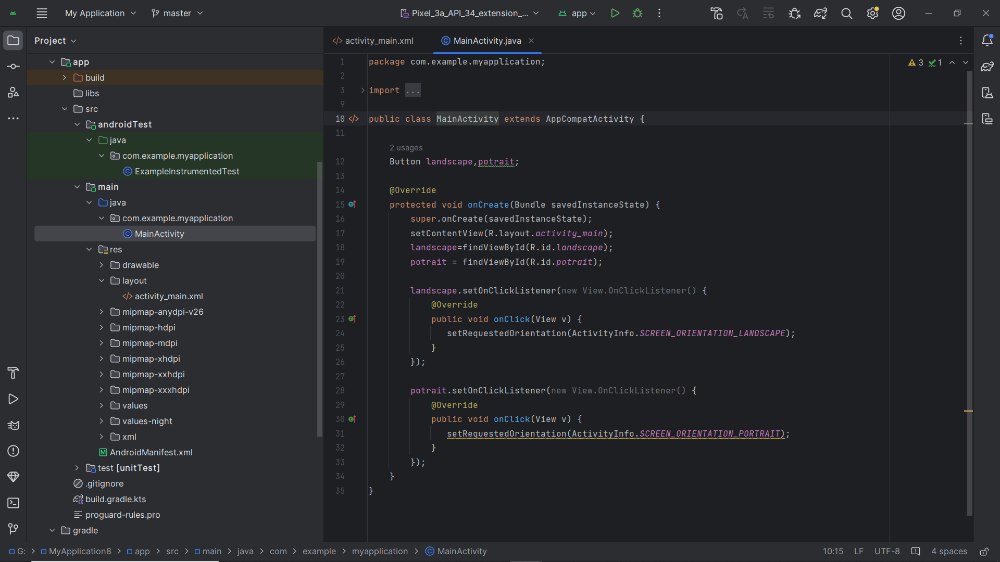 My Application master Pixel_3a_API_34_extension_... app
Project
activity_main.xml MainActivity.java
app
build
libs
src
androidTest
java
com.example.myapplication
ExampleInstrumentedTest
main
java
com.example.myapplication
MainActivity
res
drawable
layout
activity_main.xml
mipmap-anydpi-v26
mipmap-hdpi
mipmap-mdpi
mipmap-xhdpi
mipmap-xxhdpi
mipmap-xxxhdpi
values
values-night
xml
AndroidManifest.xml
test [unitTest]
.gitignore
build.gradle.kts
proguard-rules.pro
gradle
3 1
1 package com.example.myapplication;
2
3 import ...
9
10 public class MainActivity extends AppCompatActivity {
11
2 usages
12 Button landscape,potrait;
13
14 @Override
15 protected void onCreate(Bundle savedInstanceState) {
16 super.onCreate(savedInstanceState);
17 setContentView(R.layout.activity_main);
18 landscape=findViewById(R.id.landscape);
19 potrait = findViewById(R.id.potrait);
20
21 landscape.setOnClickListener(new View.OnClickListener() {
22 @Override
23 public void onClick(View v) {
24 setRequestedOrientation(ActivityInfo.SCREEN_ORIENTATION_LANDSCAPE);
25 }
26 });
27
28 potrait.setOnClickListener(new View.OnClickListener() {
29 @Override
30 public void onClick(View v) {
31 setRequestedOrientation(ActivityInfo.SCREEN_ORIENTATION_PORTRAIT);
32 }
33 });
34 }
35 }
G: > MyApplication8 > app > src > main > java > com > example > myapplication > MainActivity 10:15 LF UTF-8 4 spaces